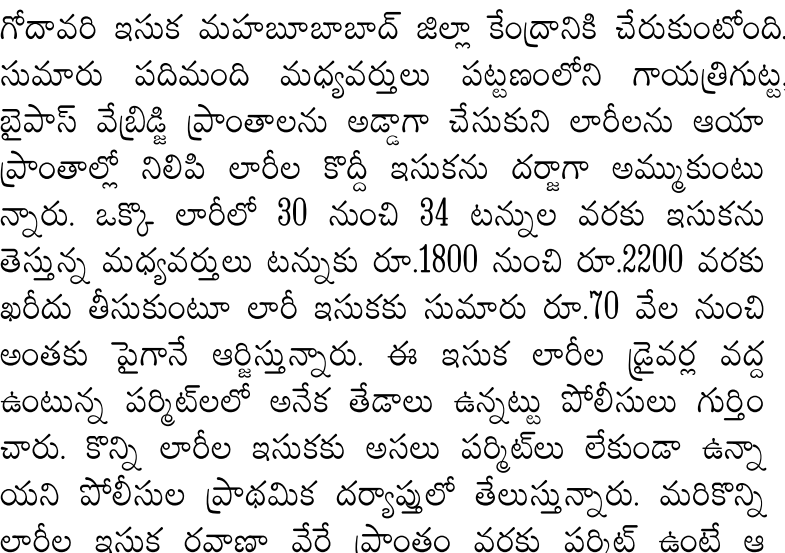 గోదావరి ఇసుక మహబూబాబాద్ జిల్లా కేంద్రానికి చేరుకుంటోంది.
సుమారు పదిమంది మధ్యవర్తులు పట్టణంలోని గాయత్రిగుట్ట,
బైపాస్ వేబ్రిడ్జి ప్రాంతాలను అడ్డాగా చేసుకుని లారీలను ఆయా
ప్రాంతాల్లో నిలిపి లారీల కొద్దీ ఇసుకను దర్జాగా అమ్ముకుంటు
న్నారు. ఒక్కొ లారీలో 30 నుంచి 34 టన్నుల వరకు ఇసుకను
తెస్తున్న మధ్యవర్తులు టన్నుకు రూ.1800 నుంచి రూ.2200 వరకు
ఖరీదు తీసుకుంటూ లారీ ఇసుకకు సుమారు రూ.70 వేల నుంచి
అంతకు పైగానే ఆర్జిస్తున్నారు. ఈ ఇసుక లారీల డ్రైవర్ల వద్ద
ఉంటున్న పర్మిట్‌లలో అనేక తేడాలు ఉన్నట్టు పోలీసులు గుర్తిం
చారు. కొన్ని లారీల ఇసుకకు అసలు పర్మిట్‌లు లేకుండా ఉన్నా
యని పోలీసుల ప్రాథమిక దర్యాప్తులో తేలుస్తున్నారు. మరికొన్ని
లారీల ఇసుక రవాణా వేరే ప్రాంతం వరకు పర్మిట్ ఉంటే ఆ